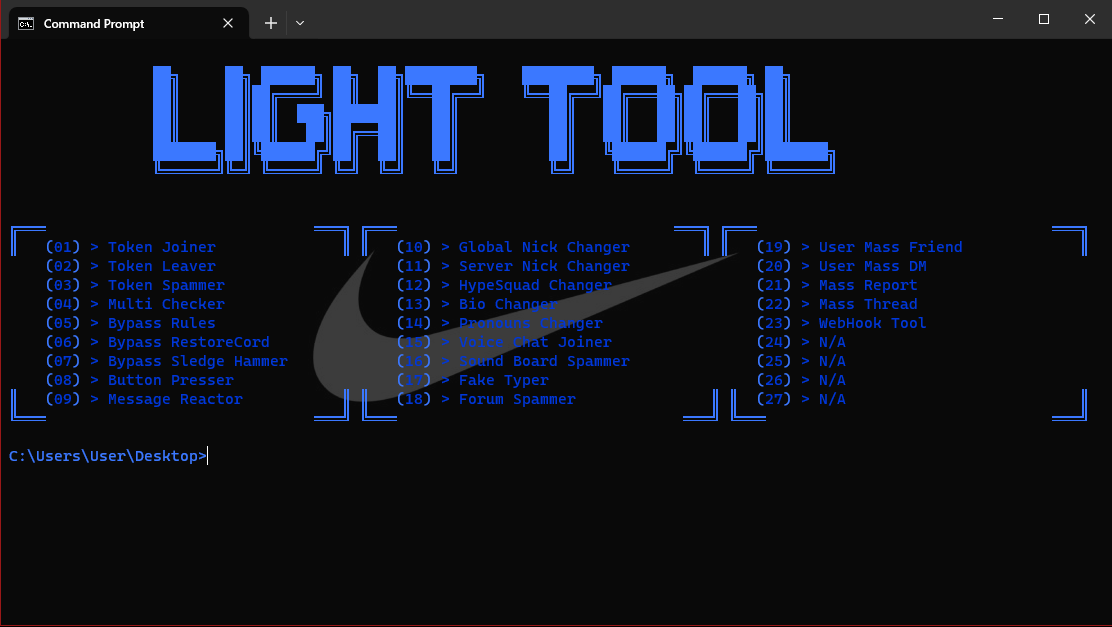 Command Prompt
LIGHT TOOL
(01) > Token Joiner
(02) > Token Leaver
(03) > Token Spammer
(04) > Multi Checker
(05) > Bypass Rules
(06) > Bypass RestoreCord
(07) > Bypass Sledge Hammer
(08) > Button Presser
(09) > Message Reactor
(10) > Global Nick Changer
(11) > Server Nick Changer
(12) > HypeSquad Changer
(13) > Bio Changer
(14) > Pronouns Changer
(15) > Voice Chat Joiner
(16) > Sound Board Spammer
(17) > Fake Typer
(18) > Forum Spammer
(19) > User Mass Friend
(20) > User Mass DM
(21) > Mass Report
(22) > Mass Thread
(23) > WebHook Tool
(24) > N/A
(25) > N/A
(26) > N/A
(27) > N/A
C:\Users\User\Desktop>